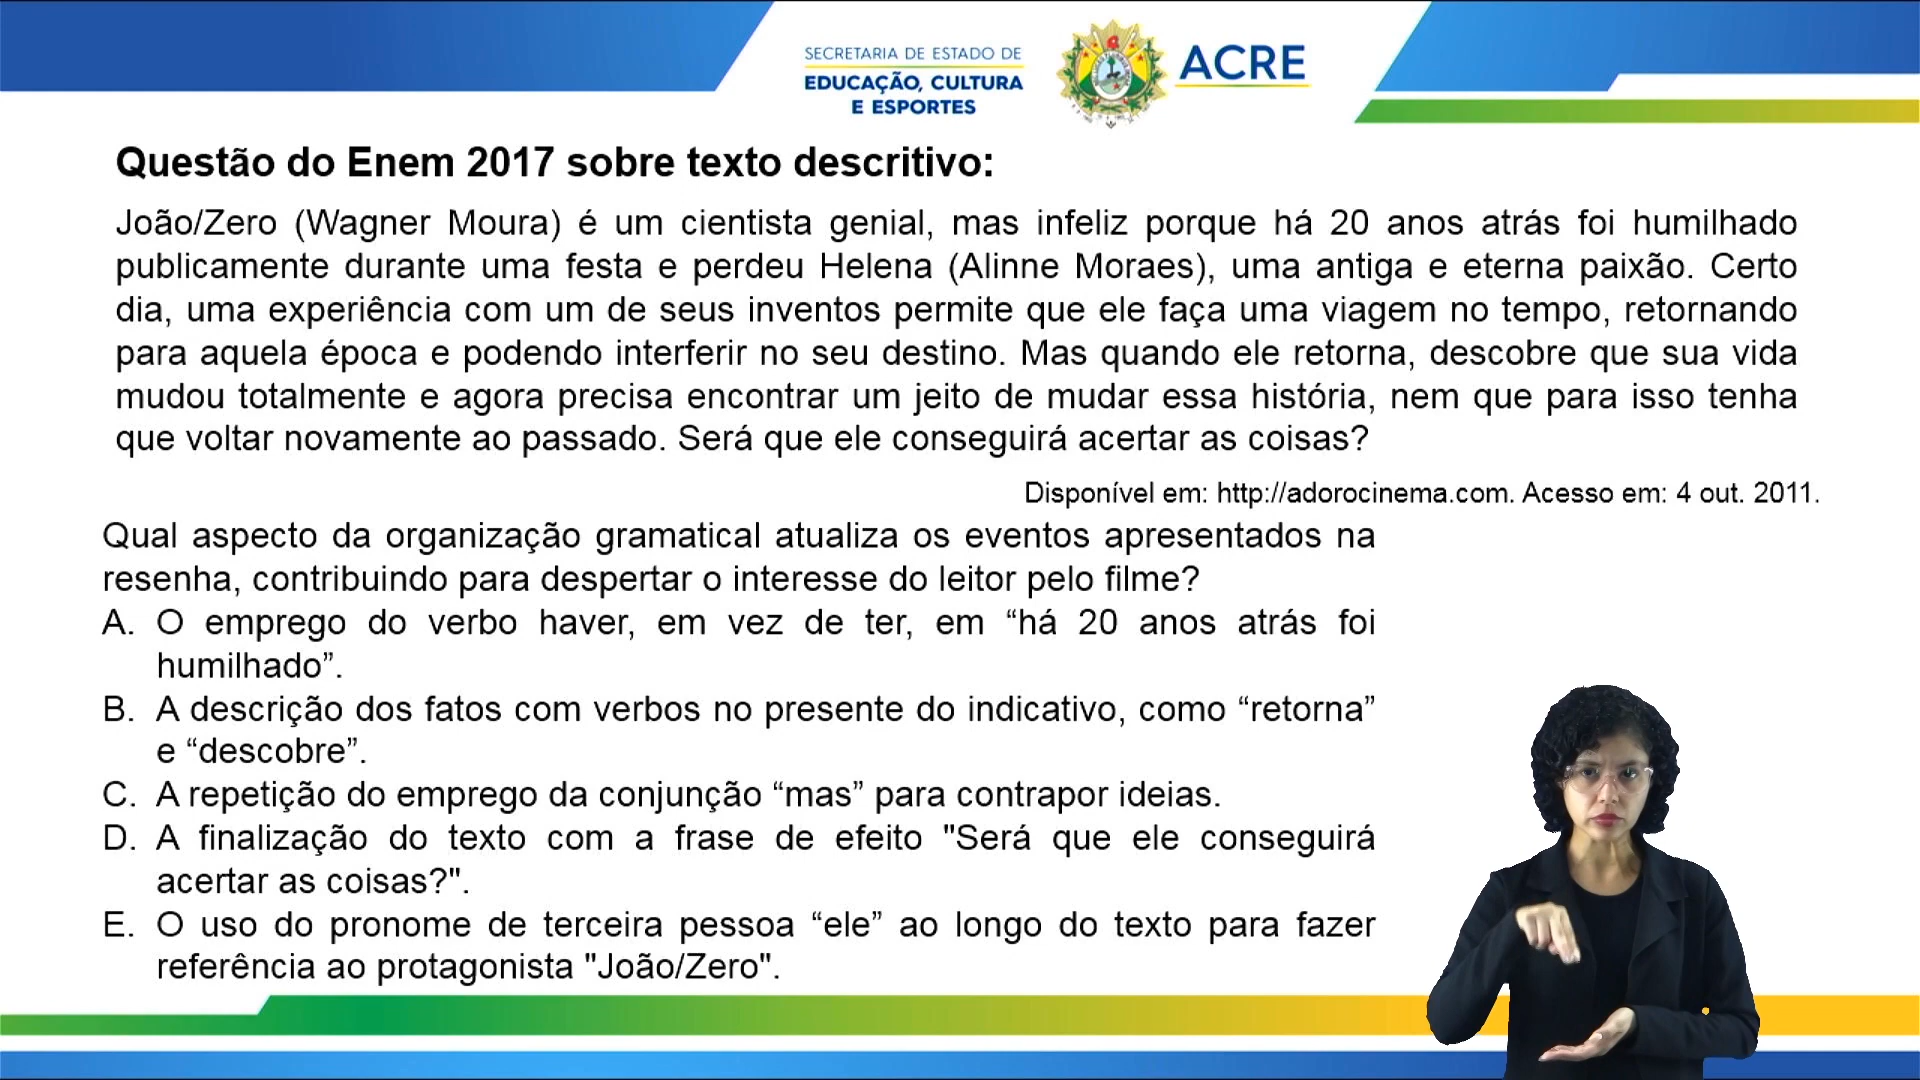 SECRETARIA DE ESTADO DE
EDUCAÇÃO, CULTURA
E ESPORTES
ACRE
Questão do Enem 2017 sobre texto descritivo:
João/Zero (Wagner Moura) é um cientista genial, mas infeliz porque há 20 anos atrás foi humilhado
publicamente durante uma festa e perdeu Helena (Alinne Moraes), uma antiga e eterna paixão. Certo
dia, uma experiência com um de seus inventos permite que ele faça uma viagem no tempo, retornando
para aquela época e podendo interferir no seu destino. Mas quando ele retorna, descobre que sua vida
mudou totalmente e agora precisa encontrar um jeito de mudar essa história, nem que para isso tenha
que voltar novamente ao passado. Será que ele conseguirá acertar as coisas?
Disponível em: http://adorocinema.com. Acesso em: 4 out. 2011.
Qual aspecto da organização gramatical atualiza os eventos apresentados na
resenha, contribuindo para despertar o interesse do leitor pelo filme?
A. O emprego do verbo haver, em vez de ter, em “há 20 anos atrás foi
humilhado”.
B. A descrição dos fatos com verbos no presente do indicativo, como “retorna”
e “descobre”.
C. A repetição do emprego da conjunção “mas” para contrapor ideias.
D. A finalização do texto com a frase de efeito "Será que ele conseguirá
acertar as coisas?".
E. O uso do pronome de terceira pessoa “ele” ao longo do texto para fazer
referência ao protagonista "João/Zero".